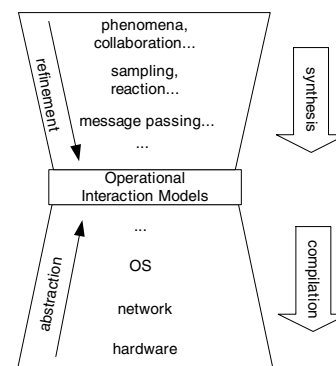 phenomena,
collaboration...
sampling,
reaction...
message passing...
...
refinement
synthesis
Operational
Interaction Models
...
OS
network
hardware
abstraction
compilation